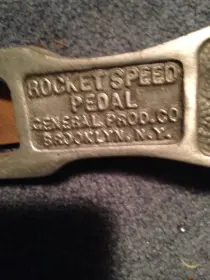 ROCKET SPEED
PEDAL
GENERAL PROD.CO
BROOKLYN. N.Y.